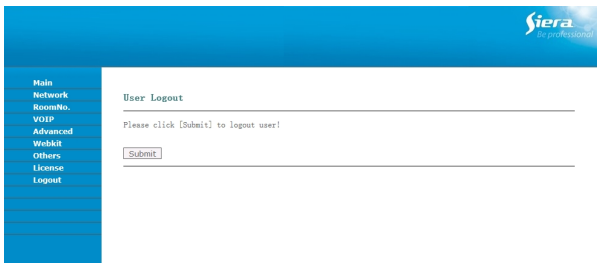 Siera
Be professional
Main
Network
RoomNo.
VOIP
Advanced
Webkit
Others
License
Logout
User Logout
Please click [Submit] to logout user!
Submit